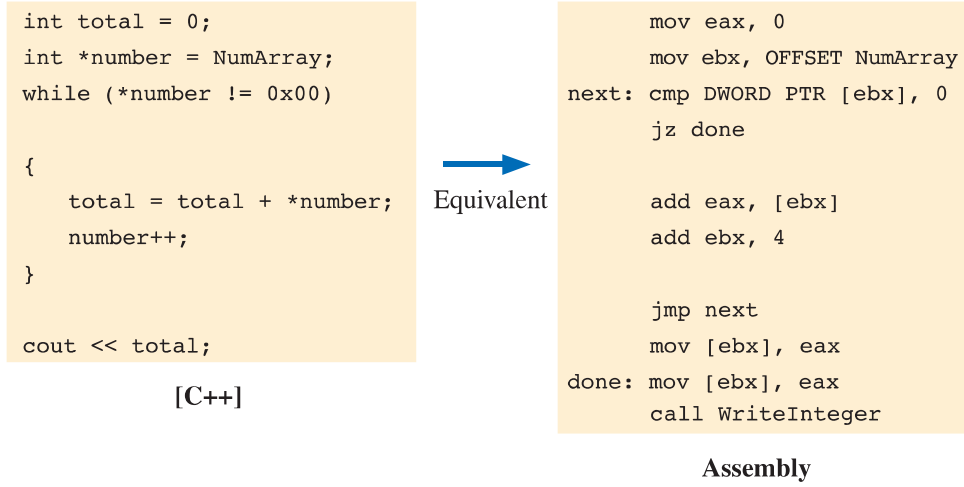 int total = 0;
int *number = NumArray;
while (*number != 0x00)
{
total = total + *number;
number++;
}
cout << total;
[C++]
Equivalent
mov eax, 0
mov ebx, OFFSET NumArray
next: cmp DWORD PTR [ebx], 0
jz done
add eax, [ebx]
add ebx, 4
jmp next
mov [ebx], eax
done: mov [ebx], eax
call WriteInteger
Assembly